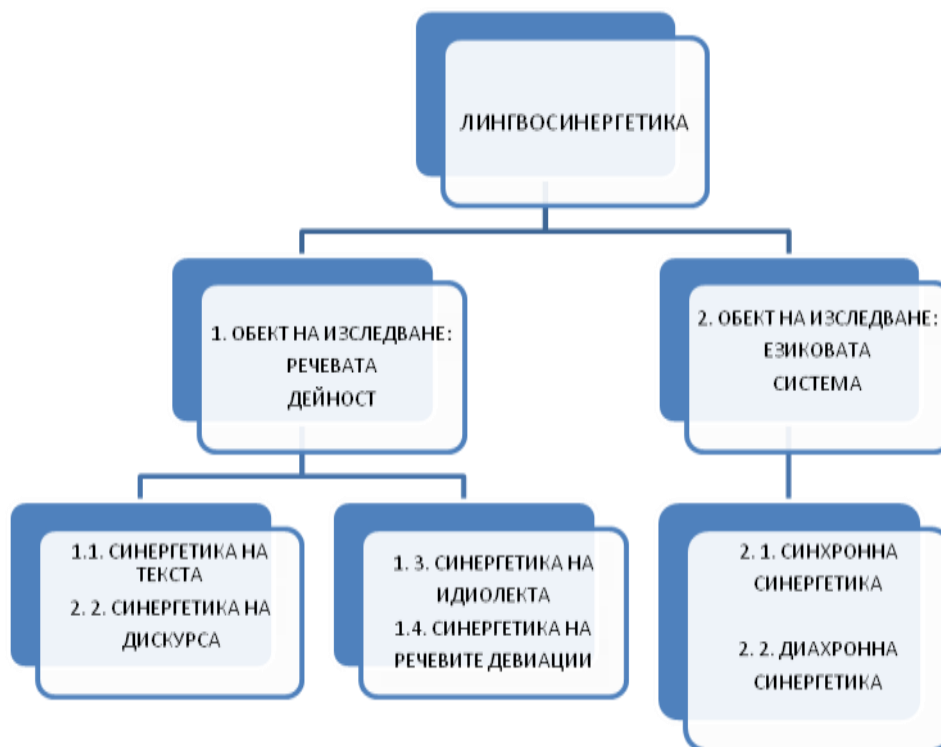 ЛИНГВОСИНЕРГЕТИКА
1. ОБЕКТ НА ИЗСЛЕДВАНЕ:
РЕЧЕВАТА
ДЕЙНОСТ
2. ОБЕКТ НА ИЗСЛЕДВАНЕ:
ЕЗИКОВАТА
СИСТЕМА
1.1. СИНЕРГЕТИКА НА
ТЕКСТА
2. 2. СИНЕРГЕТИКА НА
ДИСКУРСА
1. 3. СИНЕРГЕТИКА НА
ИДИОЛЕКТА
1.4. СИНЕРГЕТИКА НА
РЕЧЕВИТЕ ДЕВИАЦИИ
2. 1. СИНХРОННА
СИНЕРГЕТИКА
2. 2. ДИАХРОННА
СИНЕРГЕТИКА